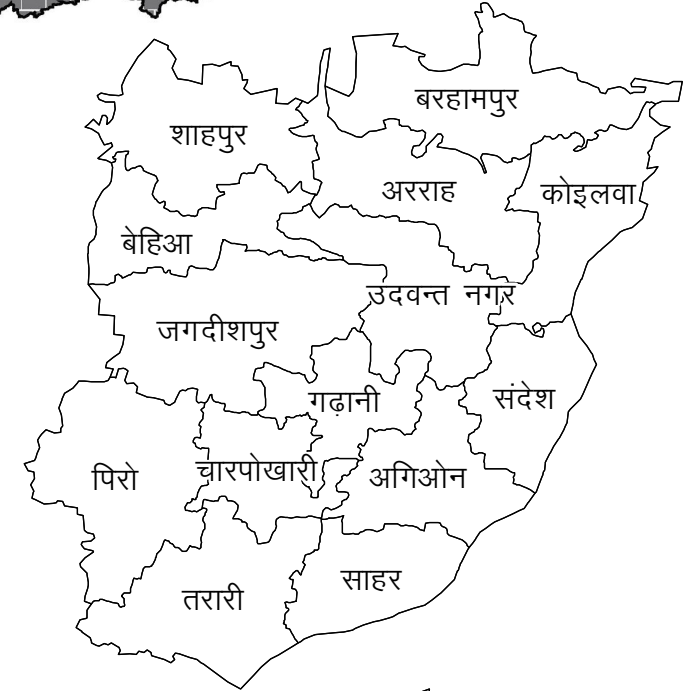 बरहामपुर
शाहपुर
अरराह
कोइलवा
बेहिआ
उदवन्त नगर
जगदीशपुर
गढ़ानी
संदेश
चारपोखारी
अगिओन
पिरो
साहर
तरारी